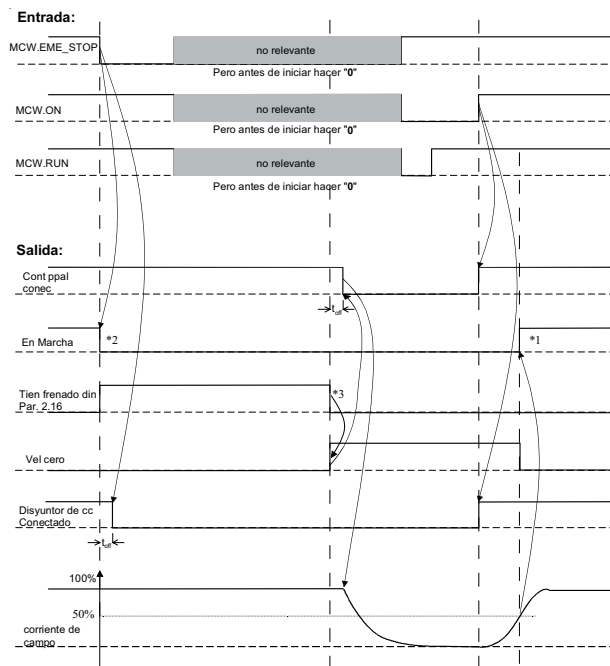 Entrada:
MCW.EME_STOP
no relevante
Pero antes de iniciar hacer "0"
MCW.ON
no relevante
Pero antes de iniciar hacer "0"
MCW.RUN
no relevante
Pero antes de iniciar hacer "0"
Salida:
Cont ppal
conec
toff
En Marcha
*2
*1
Tien frenado din
Par. 2.16
*3
Vel cero
Disyuntor de cc
Conectado
toff
100%
50%
corriente de
campo